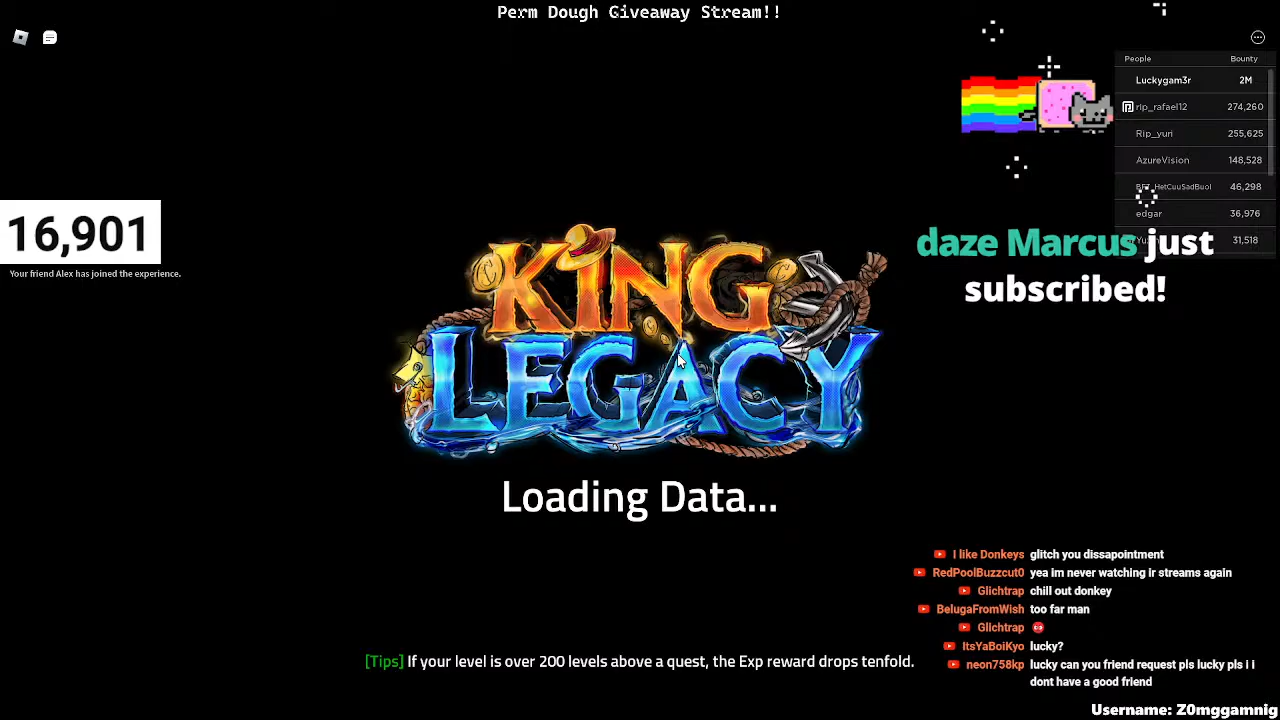 Perm Dough Giveaway Stream!!
People Bounty
Luckygam3r 2M
rip_rafael12 274,260
Rip_yuri 255,625
AzureVision 148,528
46,298
edgar 36,976
31,518
16,901
Your friend Alex has joined the experience.
daze Marcus just
subscribed!
KING
LEGACY
Loading Data...
I like Donkeys glitch you dissapointment
RedPoolBuzzcut0 yea im never watching ir streams again
Glichtrap chill out donkey
BelugaFromWish too far man
Glichtrap
ItsYaBoiKyo lucky?
neon758kp lucky can you friend request pls lucky pls i i
dont have a good friend
[Tips] If your level is over 200 levels above a quest, the Exp reward drops tenfold.
Username: Z0mggamnig